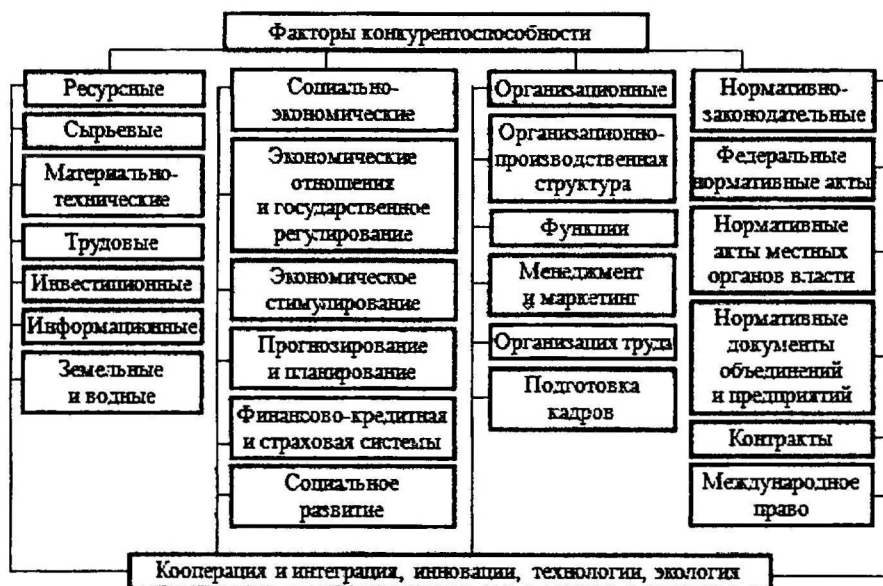 Факторы конкурентоспособности
Ресурсные
Сырьевые
Материально-
технические
Трудовые
Инвестиционные
Информационные
Земельные
и водные
Социально-
экономические
Экономические
отношения
и государственное
регулирование
Экономическое
стимулирование
Прогнозирование
и планирование
Финансово-кредитная
и страховая системы
Социальное
развитие
Организационные
Организационно-
производственная
структура
Функции
Менеджмент
и маркетинг
Организация труда
Подготовка
кадров
Нормативно-
законодательные
Федеральные
нормативные акты
Нормативные
акты местных
органов власти
Нормативные
документы
объединений
и предприятий
Контракты
Международное
право
Кооперация и интеграция, инновации, технологии, экология